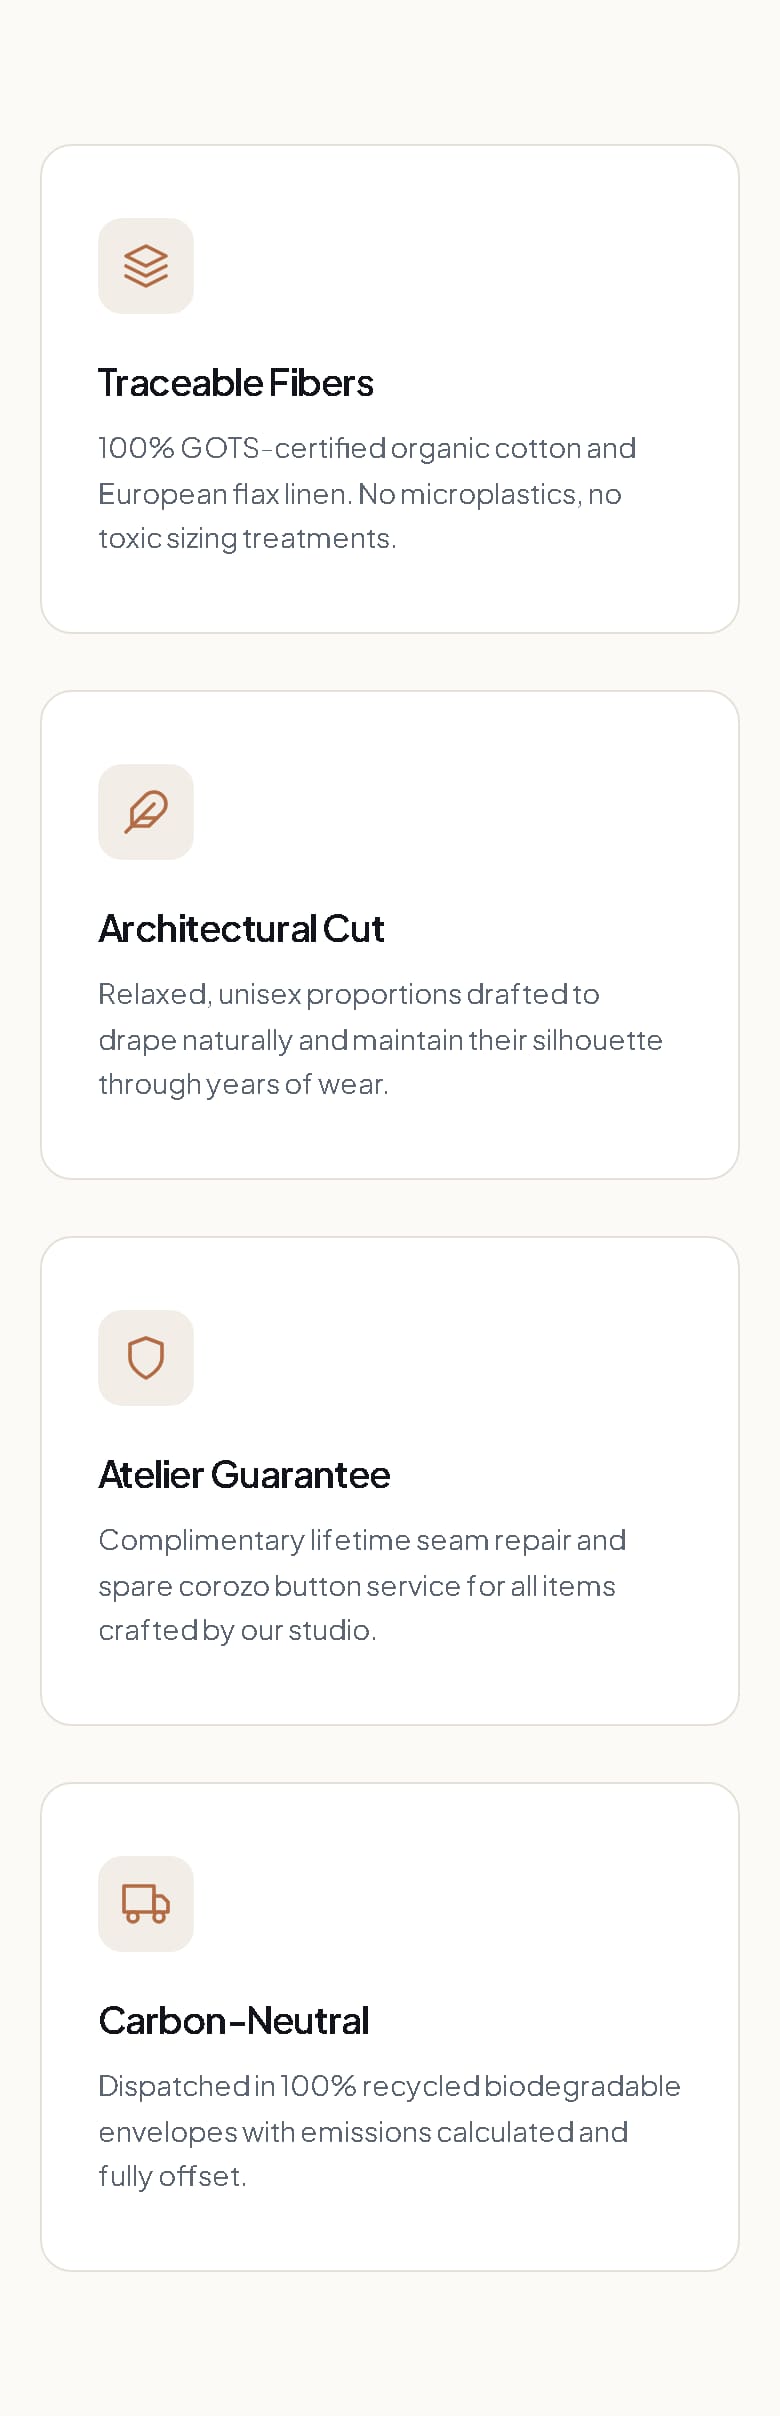 Traceable Fibers
100% GOTS-certified organic cotton and
European flax linen. No microplastics, no
toxic sizing treatments.
Architectural Cut
Relaxed, unisex proportions drafted to
drape naturally and maintain their silhouette
through years of wear.
Atelier Guarantee
Complimentary lifetime seam repair and
spare corozo button service for all items
crafted by our studio.
Carbon-Neutral
Dispatched in 100% recycled biodegradable
envelopes with emissions calculated and
fully offset.